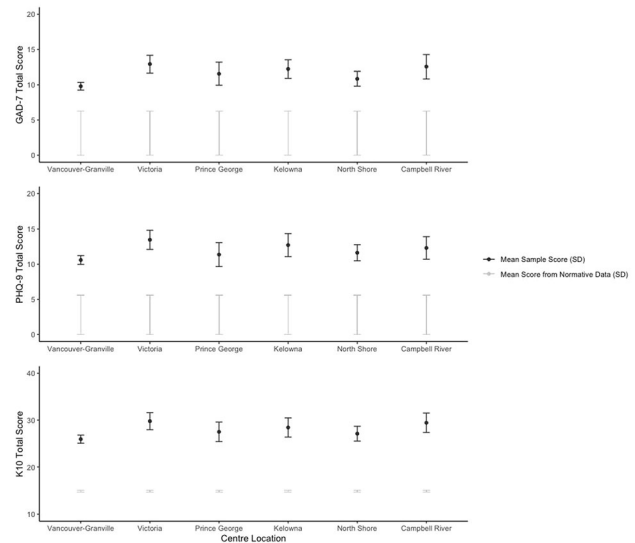 20
15
10
5
0
GAD-7 Total Score
Vancouver-Granville Victoria Prince George Kelowna North Shore Campbell River
20
15
10
5
0
PHQ-9 Total Score
Vancouver-Granville Victoria Prince George Kelowna North Shore Campbell River
Mean Sample Score (SD)
Mean Score from Normative Data (SD)
40
30
20
10
K10 Total Score
Vancouver-Granville Victoria Prince George Kelowna North Shore Campbell River
Centre Location